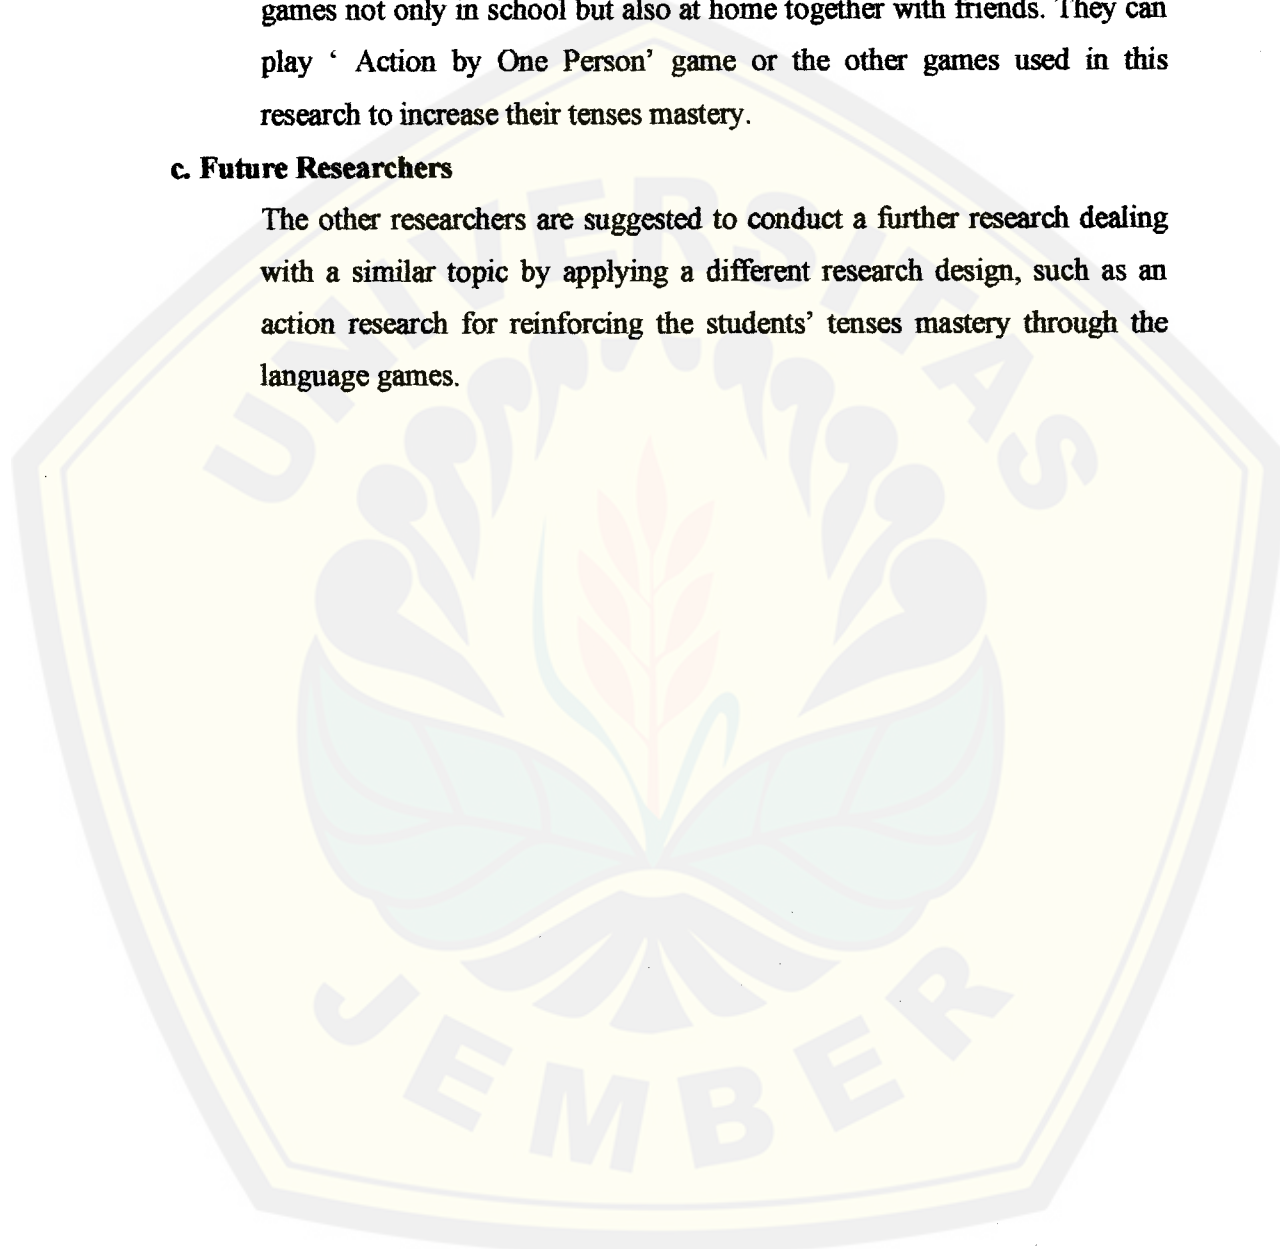 games not only in school but also at home together with friends. They can
play ‘ Action by One Person’ game or the other games used in this
research to increase their tenses mastery.
c. Future Researchers
The other researchers are suggested to conduct a further research dealing
with a similar topic by applying a different research design, such as an
action research for reinforcing the students’ tenses mastery through the
language games.
UNIVERSITAS
JEMBER